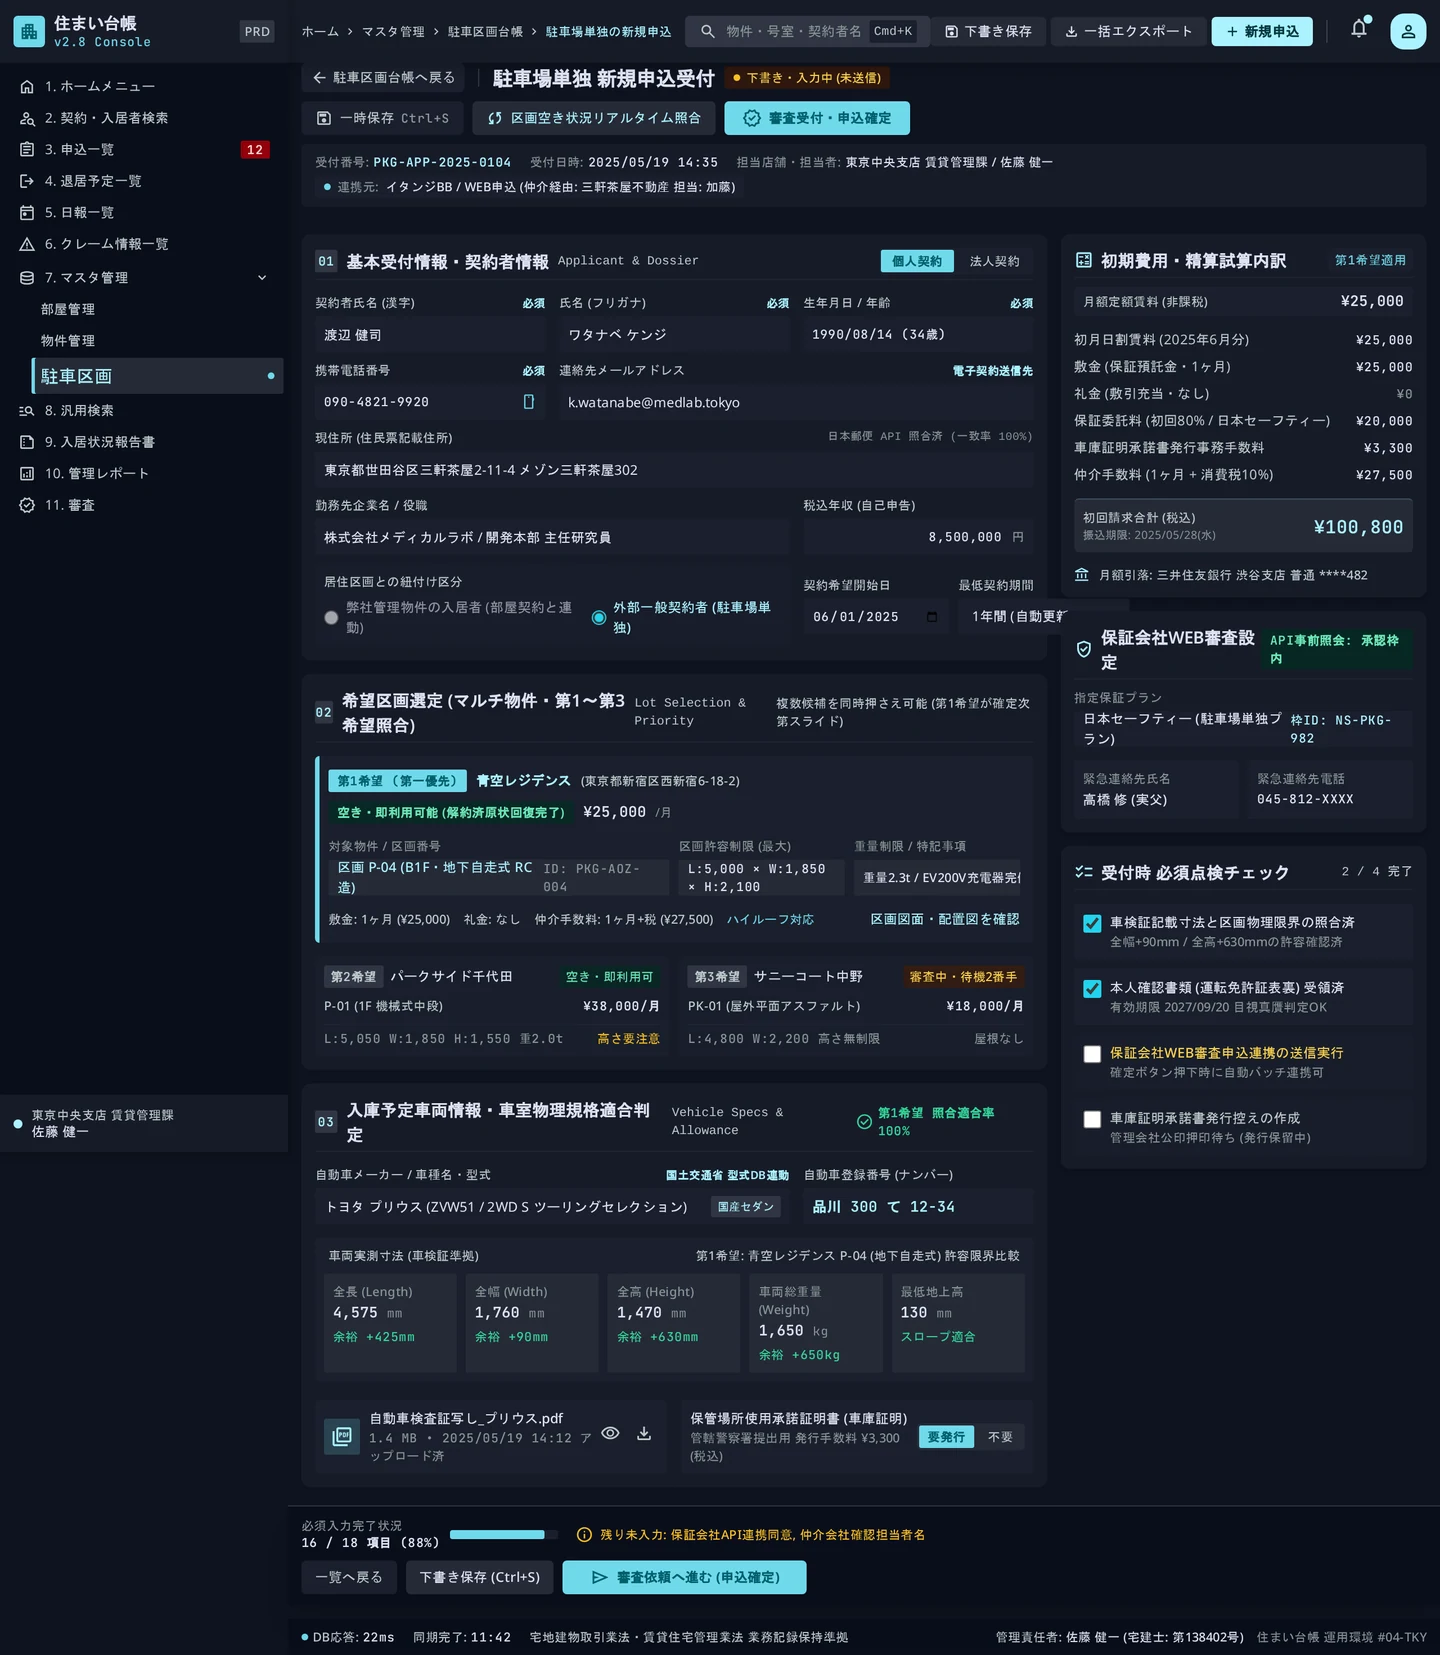 住まい台帳
v2.8 Console
PRD
ホーム › マスタ管理 › 駐車区画台帳 › 駐車場単独の新規申込
物件・号室・契約者名 Cmd+K
下書き保存
一括エクスポート
新規申込
1. ホームメニュー
2. 契約・入居者検索
3. 申込一覧 12
4. 退居予定一覧
5. 日報一覧
6. クレーム情報一覧
7. マスタ管理
部屋管理
物件管理
駐車区画
8. 汎用検索
9. 入居状況報告書
10. 管理レポート
11. 審査
東京中央支店 賃貸管理課
佐藤 健一
駐車区画台帳へ戻る
駐車場単独 新規申込受付
下書き・入力中 (未送信)
一時保存 Ctrl+S
区画空き状況リアルタイム照合
審査受付・申込確定
受付番号: PKG-APP-2025-0104 受付日時: 2025/05/19 14:35 担当店舗・担当者: 東京中央支店 賃貸管理課 / 佐藤 健一
連携元: イタンジBB / WEB申込 (仲介経由: 三軒茶屋不動産 担当: 加藤)
01 基本受付情報・契約者情報 Applicant & Dossier
個人契約 法人契約
契約者氏名 (漢字) 必須
渡辺 健司
氏名 (フリガナ) 必須
ワタナベ ケンジ
生年月日 / 年齢 必須
1990/08/14 (34歳)
携帯電話番号 必須
090-4821-9920
連絡先メールアドレス 電子契約送信先
k.watanabe@medlab.tokyo
現住所 (住民票記載住所) 日本郵便 API 照合済 (一致率 100%)
東京都世田谷区三軒茶屋2-11-4 メゾン三軒茶屋302
勤務先企業名 / 役職
株式会社メディカルラボ / 開発本部 主任研究員
税込年収 (自己申告)
8,500,000 円
居住区画との紐付け区分
弊社管理物件の入居者 (部屋契約と連
動)
外部一般契約者 (駐車場単
独)
契約希望開始日
06/01/2025
最低契約期間
1年間 (自動更新
02 希望区画選定 (マルチ物件・第1〜第3
希望照合)
Lot Selection &
Priority
複数候補を同時押さえ可能 (第1希望が確定次
第スライド)
第1希望 (第一優先) 青空レジデンス (東京都新宿区西新宿6-18-2)
空き・即利用可能 (解約済原状回復完了) ¥25,000 /月
対象物件 / 区画番号
区画 P-04 (B1F・地下自走式 RC
造)
ID: PKG-AOZ-
004
区画許容制限 (最大)
L:5,000 × W:1,850
× H:2,100
重量制限 / 特記事項
重量2.3t / EV200V充電器完
敷金: 1ヶ月 (¥25,000) 礼金: なし 仲介手数料: 1ヶ月+税 (¥27,500) ハイルーフ対応 区画図面・配置図を確認
第2希望 パークサイド千代田 空き・即利用可
P-01 (1F 機械式中段) ¥38,000/月
L:5,050 W:1,850 H:1,550 重2.0t 高さ要注意
第3希望 サニーコート中野 審査中・待機2番手
PK-01 (屋外平面アスファルト) ¥18,000/月
L:4,800 W:2,200 高さ無制限 屋根なし
03 入庫予定車両情報・車室物理規格適合判
定
Vehicle Specs &
Allowance
第1希望 照合適合率
100%
自動車メーカー / 車種名・型式 国土交通省 型式DB連動
トヨタ プリウス (ZVW51 / 2WD S ツーリングセレクション) 国産セダン
自動車登録番号 (ナンバー)
品川 300 て 12-34
車両実測寸法 (車検証準拠) 第1希望: 青空レジデンス P-04 (地下自走式) 許容限界比較
全長 (Length)
4,575 mm
余裕 +425mm
全幅 (Width)
1,760 mm
余裕 +90mm
全高 (Height)
1,470 mm
余裕 +630mm
車両総重量
(Weight)
1,650 kg
余裕 +650kg
最低地上高
130 mm
スロープ適合
PDF
自動車検査証写し_プリウス.pdf
1.4 MB • 2025/05/19 14:12 ア
ップロード済
保管場所使用承諾証明書 (車庫証明)
管轄警察署提出用 発行手数料 ¥3,300
(税込)
要発行 不要
初期費用・精算試算内訳 第1希望適用
月額定額賃料 (非課税) ¥25,000
初月日割賃料 (2025年6月分) ¥25,000
敷金 (保証預託金・1ヶ月) ¥25,000
礼金 (敷引充当・なし) ¥0
保証委託料 (初回80% / 日本セーフティー) ¥20,000
車庫証明承諾書発行事務手数料 ¥3,300
仲介手数料 (1ヶ月 + 消費税10%) ¥27,500
初回請求合計 (税込)
振込期限: 2025/05/28(水)
¥100,800
月額引落: 三井住友銀行 渋谷支店 普通 ****482
保証会社WEB審査設
定
API事前照会: 承認枠
内
指定保証プラン
日本セーフティー (駐車場単独プ
ラン)
枠ID: NS-PKG-
982
緊急連絡先氏名
高橋 修 (実父)
緊急連絡先電話
045-812-XXXX
受付時 必須点検チェック 2 / 4 完了
車検証記載寸法と区画物理限界の照合済
全幅+90mm / 全高+630mmの許容確認済
本人確認書類 (運転免許証表裏) 受領済
有効期限 2027/09/20 目視真贋判定OK
保証会社WEB審査申込連携の送信実行
確定ボタン押下時に自動バッチ連携可
車庫証明承諾書発行控えの作成
管理会社公印押印待ち (発行保留中)
必須入力完了状況
16 / 18 項目 (88%)
残り未入力: 保証会社API連携同意, 仲介会社確認担当者名
一覧へ戻る
下書き保存 (Ctrl+S)
審査依頼へ進む (申込確定)
DB応答: 22ms 同期完了: 11:42 宅地建物取引業法・賃貸住宅管理業法 業務記録保持準拠
管理責任者: 佐藤 健一 (宅建士: 第138402号) 住まい台帳 運用環境 #04-TKY